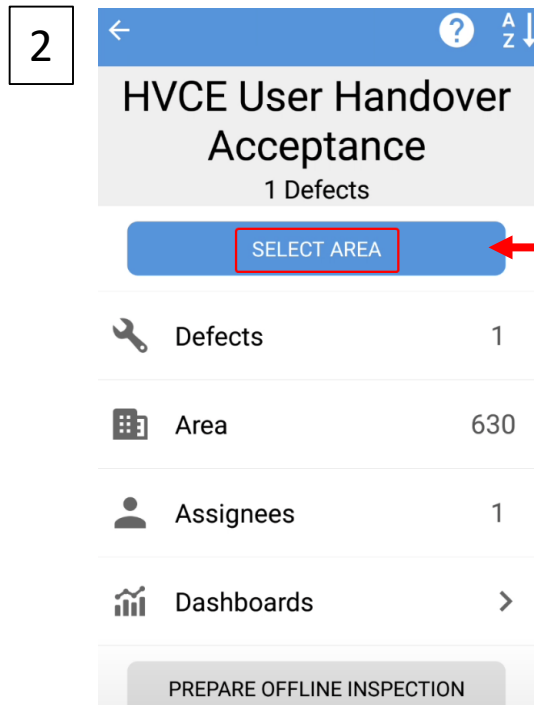 2
?
A
Z
HVCE User Handover
Acceptance
1 Defects
SELECT AREA
Defects 1
Area 630
Assignees 1
Dashboards
PREPARE OFFLINE INSPECTION